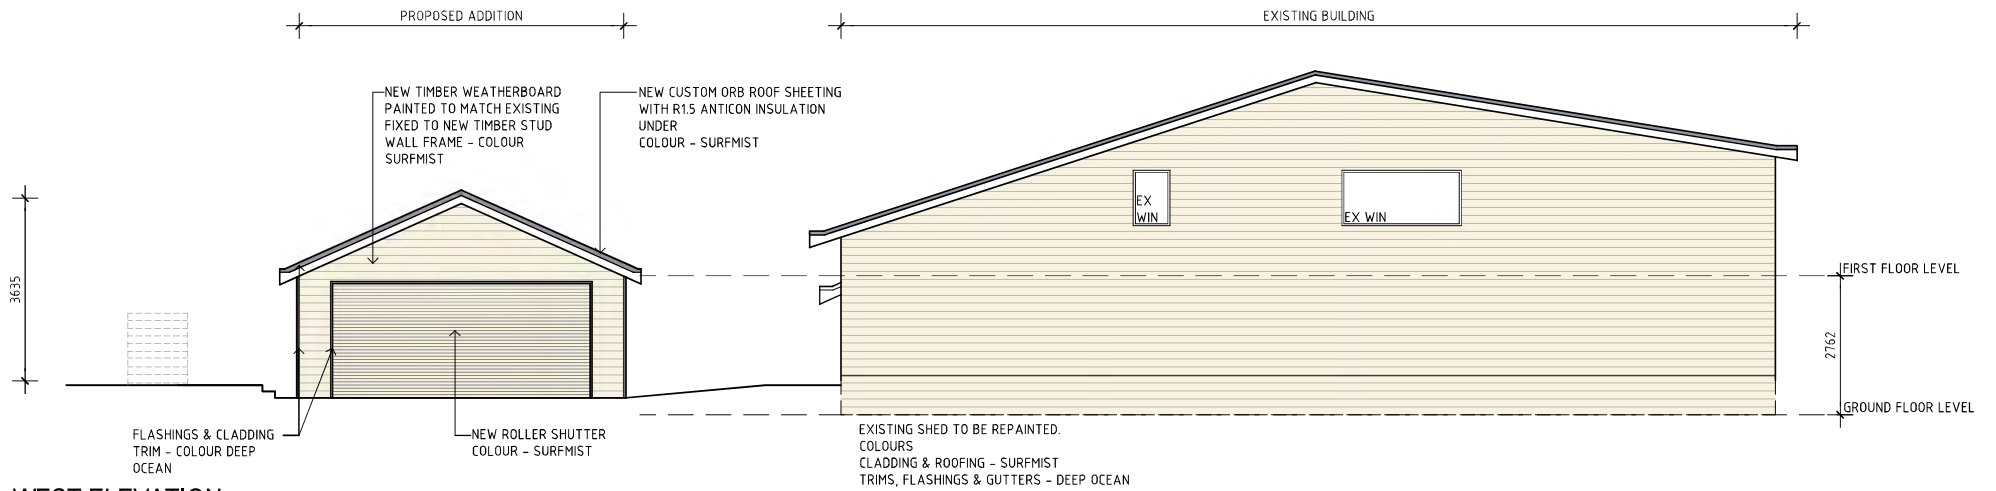 PROPOSED ADDITION
EXISTING BUILDING
NEW TIMBER WEATHERBOARD
PAINTED TO MATCH EXISTING
FIXED TO NEW TIMBER STUD
WALL FRAME - COLOUR
SURFMIST
NEW CUSTOM ORB ROOF SHEETING
WITH R1.5 ANTICON INSULATION
UNDER
COLOUR - SURFMIST
EX
WIN
EX WIN
3635
FIRST FLOOR LEVEL
2762
GROUND FLOOR LEVEL
FLASHINGS & CLADDING
TRIM - COLOUR DEEP
OCEAN
NEW ROLLER SHUTTER
COLOUR - SURFMIST
EXISTING SHED TO BE REPAINTED.
COLOURS
CLADDING & ROOFING - SURFMIST
TRIMS, FLASHINGS & GUTTERS - DEEP OCEAN
WEST ELEVATION